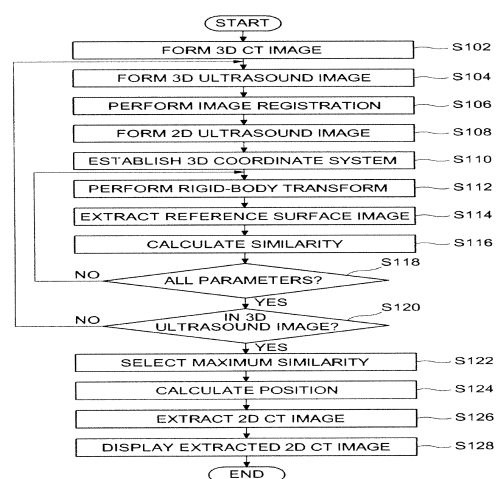 START
FORM 3D CT IMAGE S102
FORM 3D ULTRASOUND IMAGE S104
PERFORM IMAGE REGISTRATION S106
FORM 2D ULTRASOUND IMAGE S108
ESTABLISH 3D COORDINATE SYSTEM S110
PERFORM RIGID-BODY TRANSFORM S112
EXTRACT REFERENCE SURFACE IMAGE S114
CALCULATE SIMILARITY S116
NO ALL PARAMETERS? S118
YES
NO IN 3D S120
ULTRASOUND IMAGE?
YES
SELECT MAXIMUM SIMILARITY S122
CALCULATE POSITION S124
EXTRACT 2D CT IMAGE S126
DISPLAY EXTRACTED 2D CT IMAGE S128
END